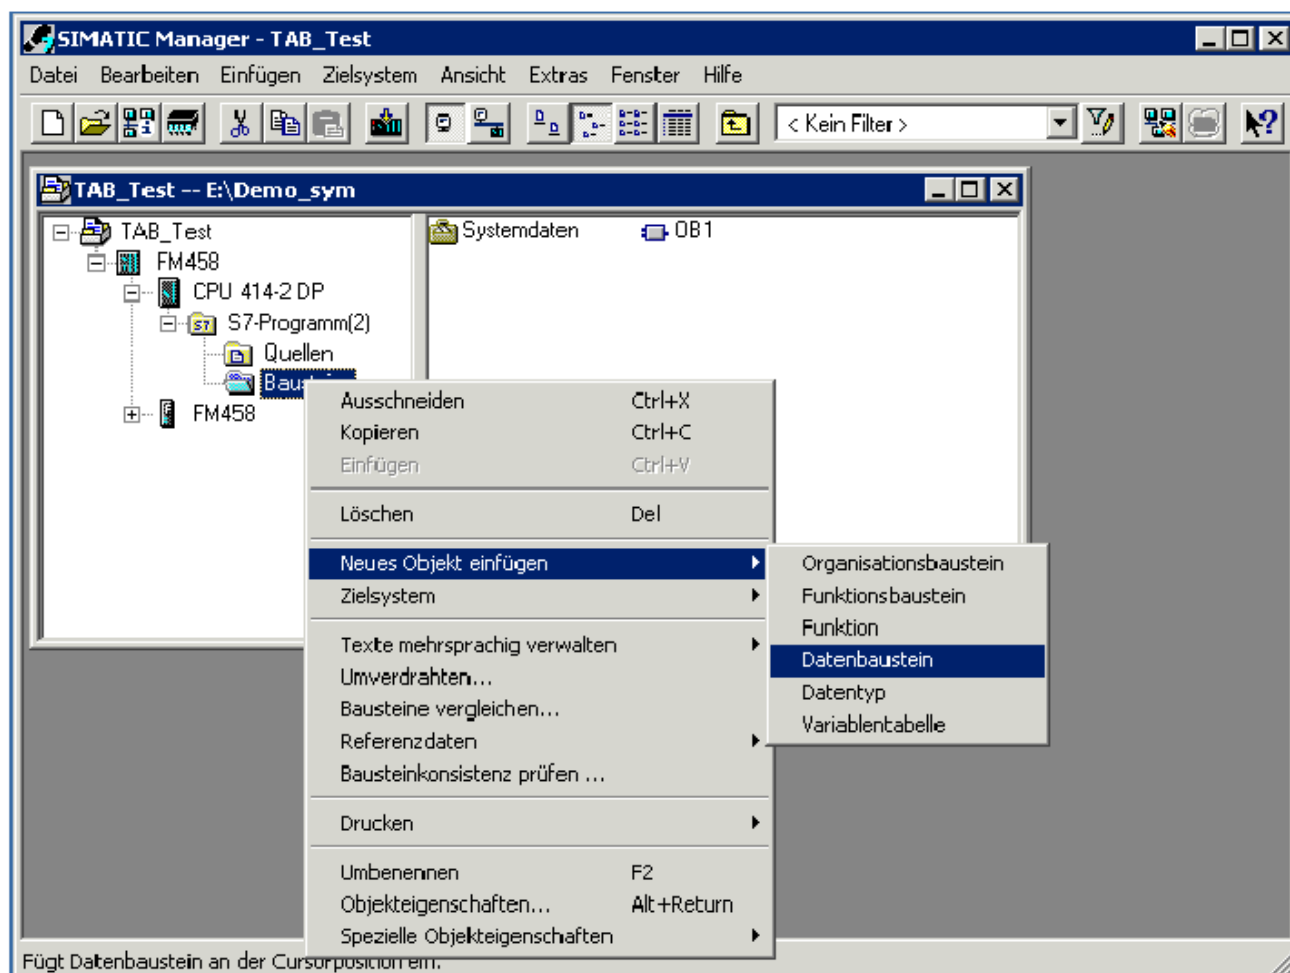 SIMATIC Manager - TAB_Test
Datei Bearbeiten Einfügen Zielsystem Ansicht Extras Fenster Hilfe
< Kein Filter >
TAB_Test -- E:\Demo_sym
TAB_Test
FM458
CPU 414-2 DP
S7-Programm(2)
Quellen
FM458
Systemdaten OB1
Ausschneiden Ctrl+X
Kopieren Ctrl+C
Einfügen Ctrl+V
Löschen Del
Neues Objekt einfügen
Zielsystem
Texte mehrsprachig verwalten
Umverdrahten...
Bausteine vergleichen...
Referenzdaten
Bausteinkonsistenz prüfen ...
Drucken
Umbenennen F2
Objekteigenschaften... Alt+Return
Spezielle Objekteigenschaften
Organisationsbaustein
Funktionsbaustein
Funktion
Datenbaustein
Datentyp
Variablentabelle
Fügt Datenbaustein an der Cursorposition ein.